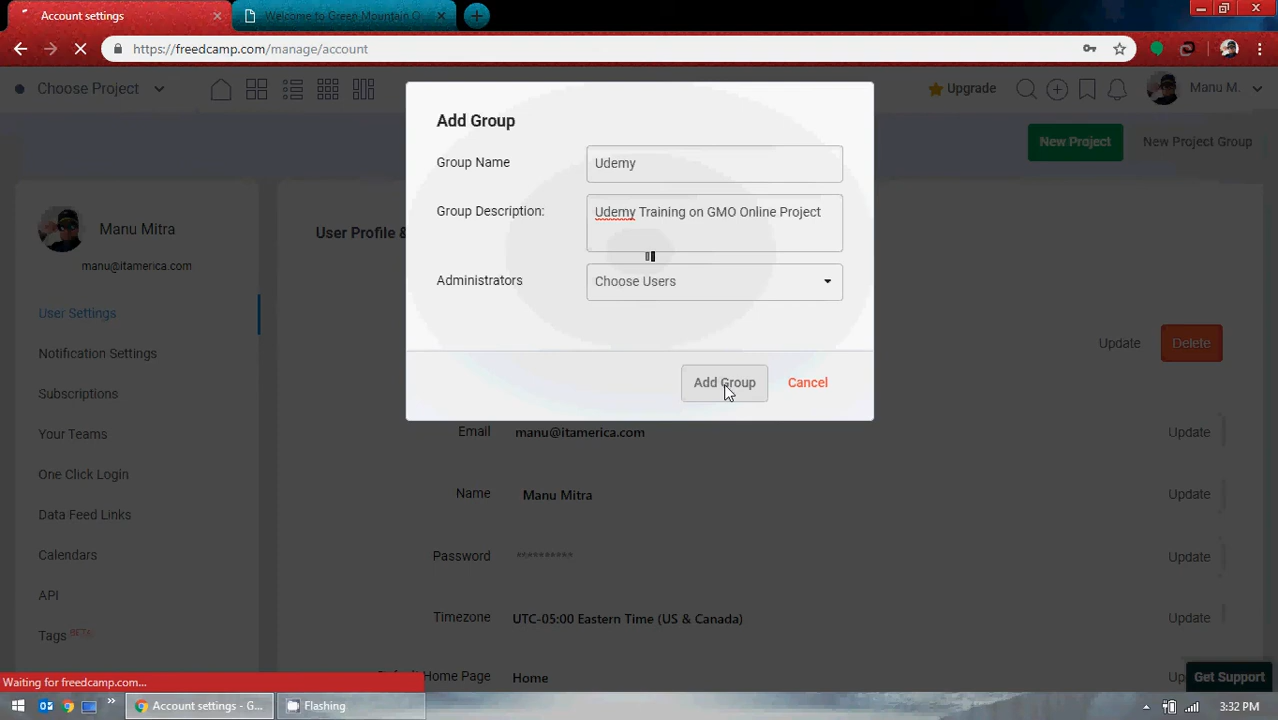 Account settings
Welcome to Green Mountain O
https://freedcamp.com/manage/account
Choose Project
Upgrade
Manu M.
New Project
New Project Group
Add Group
Group Name
Udemy
Group Description:
Udemy Training on GMO Online Project
Administrators
Choose Users
Add Group
Cancel
Manu Mitra
manu@itamerica.com
User Settings
Notification Settings
Subscriptions
Your Teams
One Click Login
Data Feed Links
Calendars
API
Tags BETA
User Profile &
Update
Delete
Email
manu@itamerica.com
Update
Name
Manu Mitra
Update
Password
*********
Update
Timezone
UTC-05:00 Eastern Time (US & Canada)
Update
Home Page
Home
Get Support
Waiting for freedcamp.com...
Account settings - G...
Flashing
3:32 PM